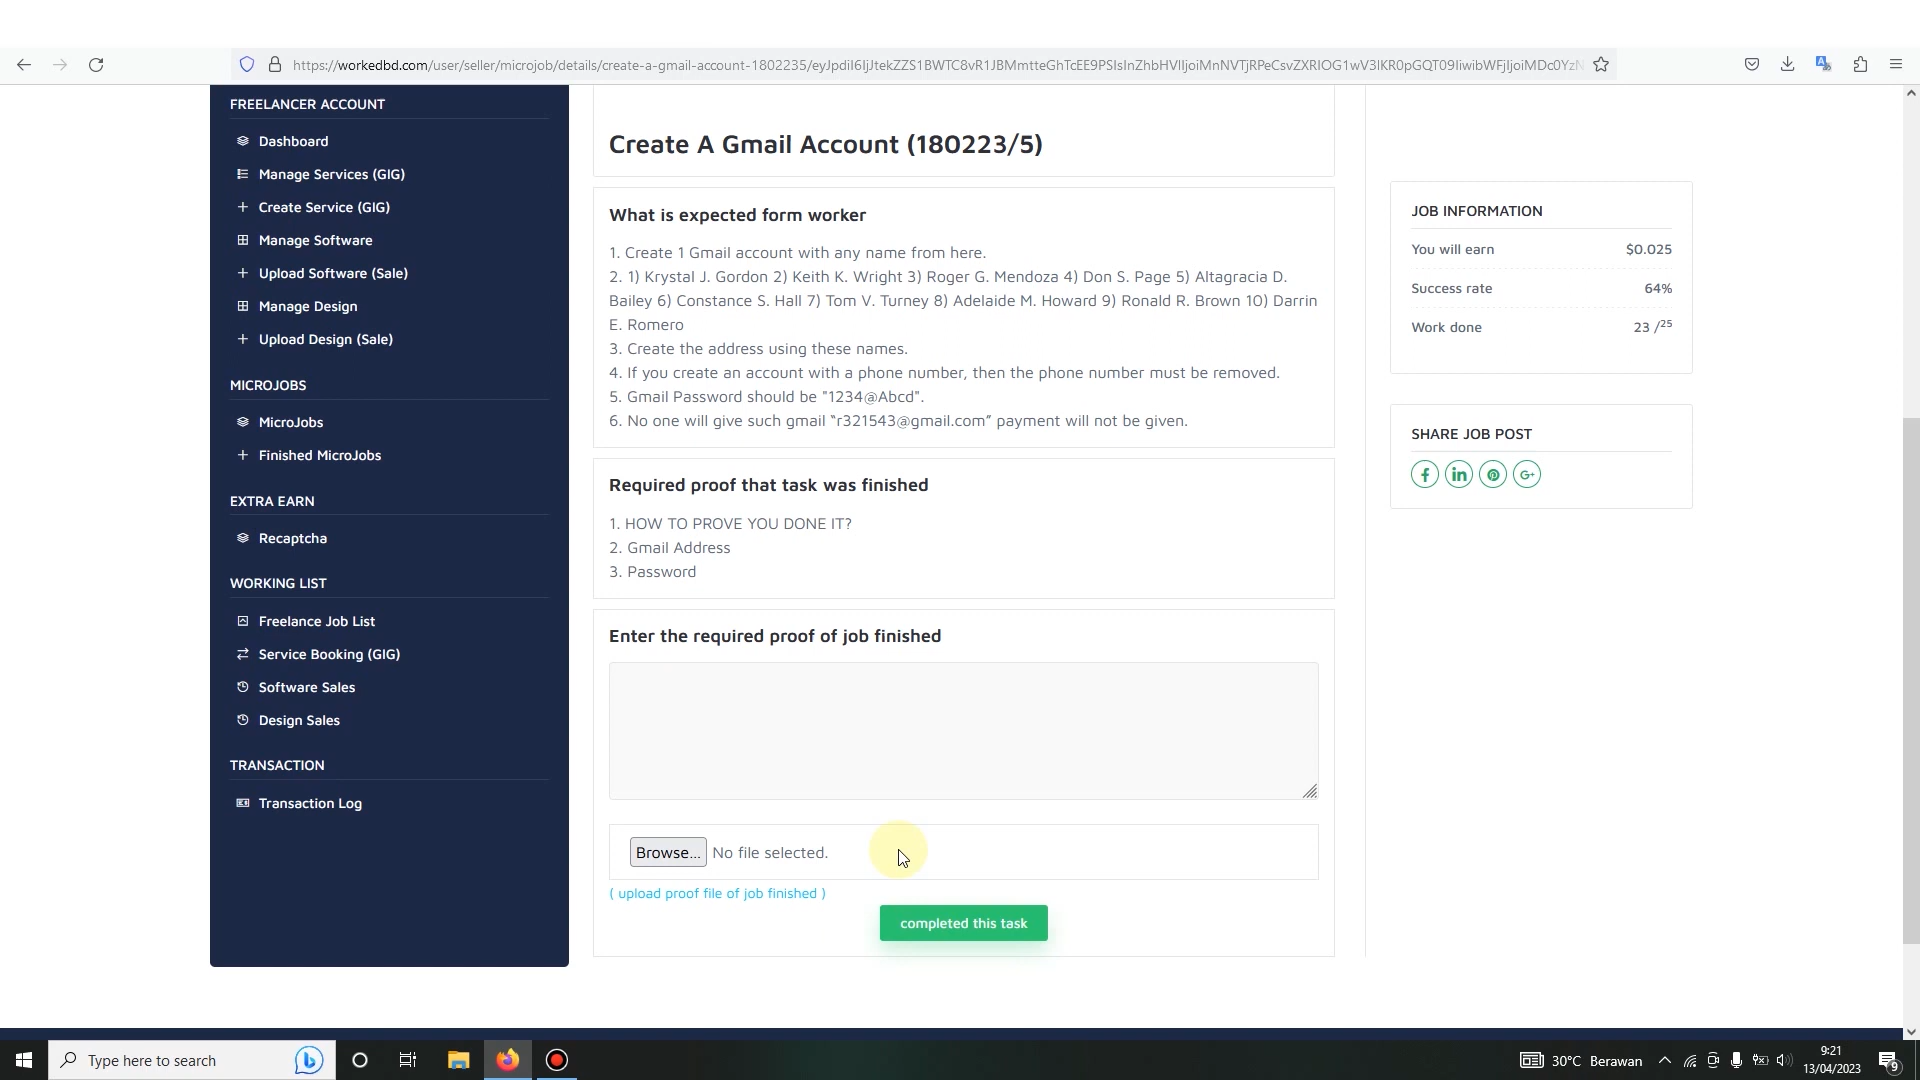 https://workedbd.com/user/seller/microjob/details/create-a-gmail-account-1802235/
FREELANCER ACCOUNT
Dashboard
Manage Services (GIG)
Create Service (GIG)
Manage Software
Upload Software (Sale)
Manage Design
Upload Design (Sale)
MICROJOBS
MicroJobs
Finished MicroJobs
EXTRA EARN
Recaptcha
WORKING LIST
Freelance Job List
Service Booking (GIG)
Software Sales
Design Sales
TRANSACTION
Transaction Log
Create A Gmail Account (180223/5)
What is expected form worker
1. Create 1 Gmail account with any name from here.
2. 1) Krystal J. Gordon 2) Keith K. Wright 3) Roger G. Mendoza 4) Don S. Page 5) Altagracia D.
Bailey 6) Constance S. Hall 7) Tom V. Turney 8) Adelaide M. Howard 9) Ronald R. Brown 10) Darrin
E. Romero
3. Create the address using these names.
4. If you create an account with a phone number, then the phone number must be removed.
5. Gmail Password should be "1234@Abcd".
6. No one will give such gmail “r321543@gmail.com” payment will not be given.
Required proof that task was finished
1. HOW TO PROVE YOU DONE IT?
2. Gmail Address
3. Password
Enter the required proof of job finished
Browse... No file selected.
( upload proof file of job finished )
completed this task
JOB INFORMATION
You will earn $0.025
Success rate 64%
Work done 23 /25
SHARE JOB POST
Type here to search
30°C Berawan
9:21
13/04/2023
9